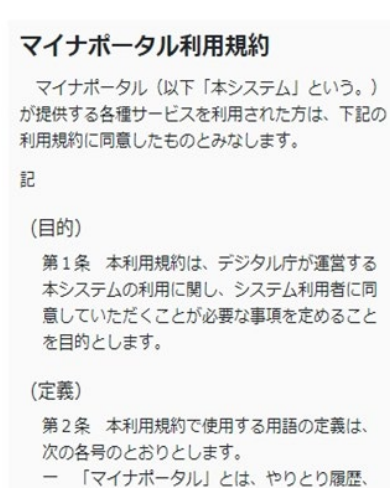 マイナポータル利用規約
マイナポータル（以下「本システム」という。）
が提供する各種サービスを利用された方は、下記の
利用規約に同意したものとみなします。
記
（目的）
第１条　本利用規約は、デジタル庁が運営する
本システムの利用に関し、システム利用者に同
意していただくことが必要な事項を定めること
を目的とします。
（定義）
第２条　本利用規約で使用する用語の定義は、
次の各号のとおりとします。
一　「マイナポータル」とは、やりとり履歴、